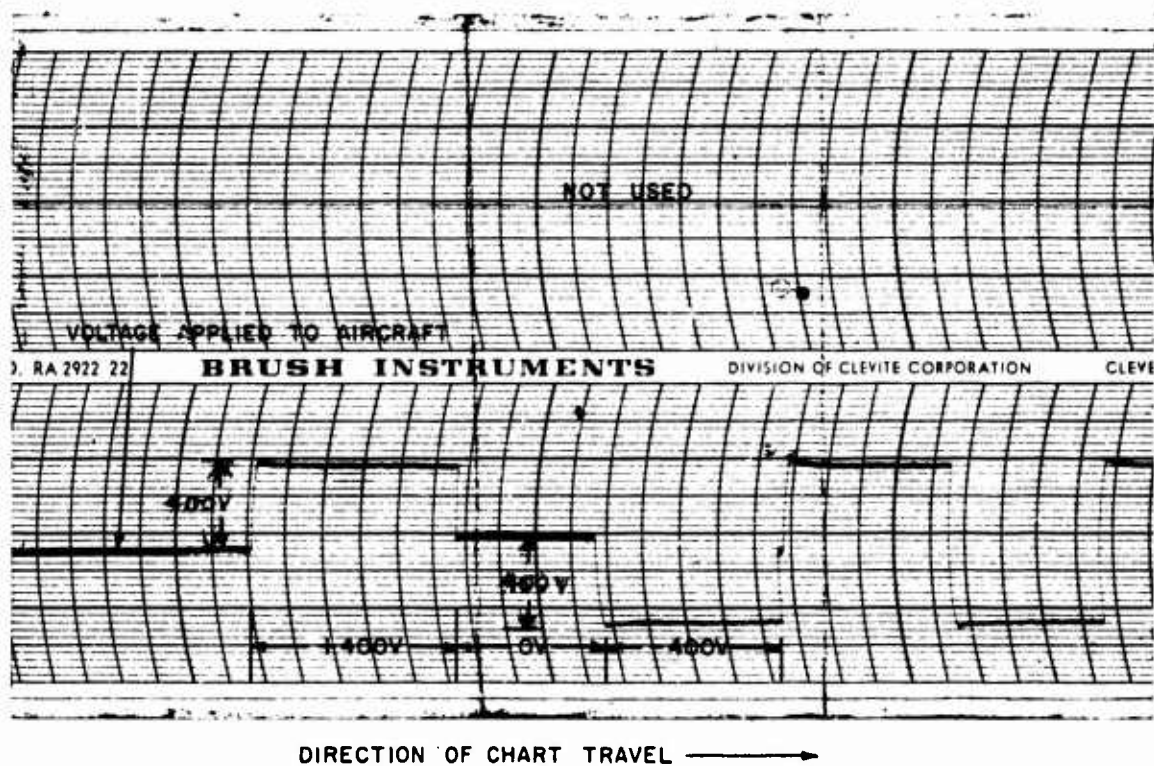 NOT USED
VOLTAGE APPLIED TO AIRCRAFT
O. RA 2922 22 BRUSH INSTRUMENTS DIVISION OF CLEVITE CORPORATION CLEVE
400V
400V
+400V 0V -400V
DIRECTION OF CHART TRAVEL